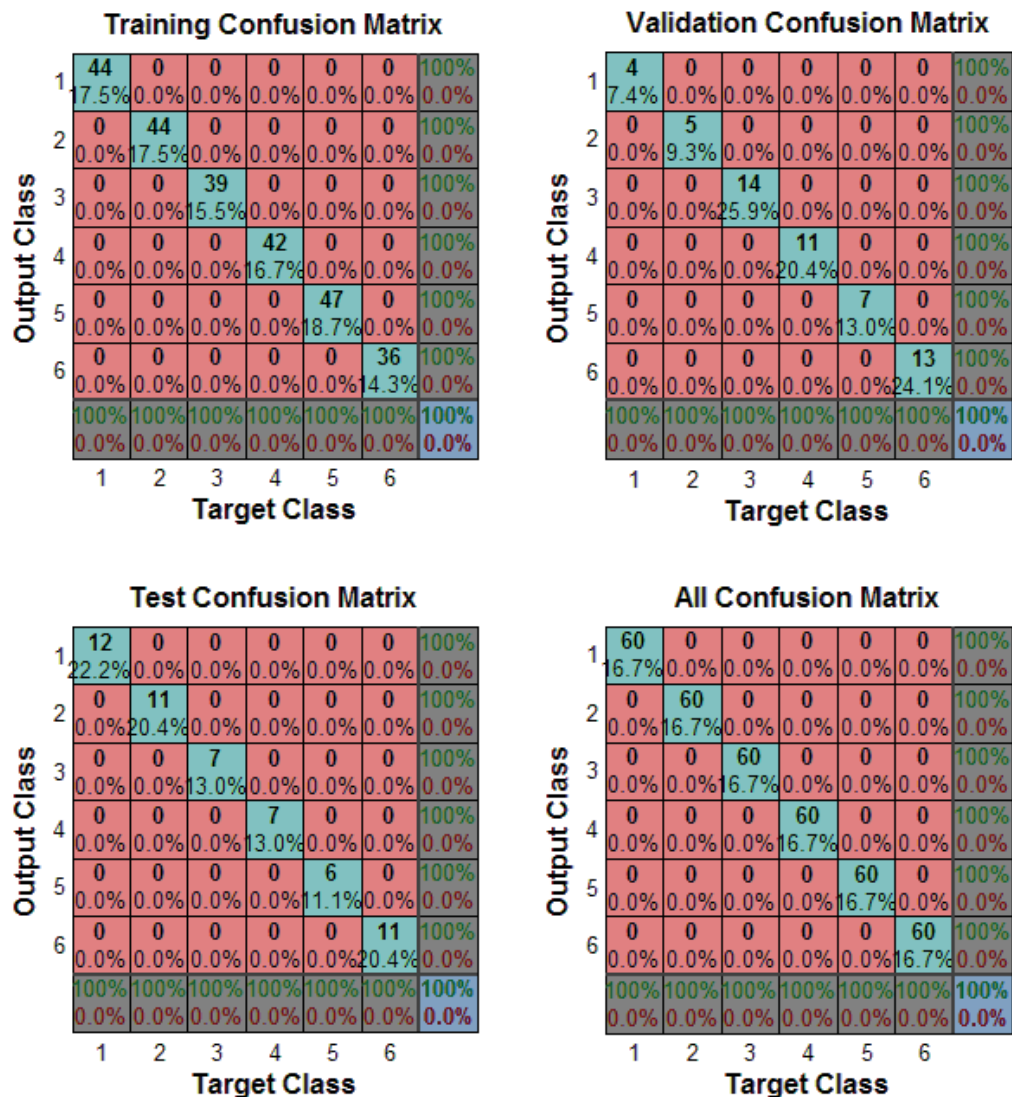 Training Confusion Matrix
Output Class
1 44 0 0 0 0 0 100%
17.5% 0.0% 0.0% 0.0% 0.0% 0.0% 0.0%
2 0 44 0 0 0 0 100%
0.0% 17.5% 0.0% 0.0% 0.0% 0.0% 0.0%
3 0 0 39 0 0 0 100%
0.0% 0.0% 15.5% 0.0% 0.0% 0.0% 0.0%
4 0 0 0 42 0 0 100%
0.0% 0.0% 0.0% 16.7% 0.0% 0.0% 0.0%
5 0 0 0 0 47 0 100%
0.0% 0.0% 0.0% 0.0% 18.7% 0.0% 0.0%
6 0 0 0 0 0 36 100%
0.0% 0.0% 0.0% 0.0% 0.0% 14.3% 0.0%
100% 100% 100% 100% 100% 100% 100%
0.0% 0.0% 0.0% 0.0% 0.0% 0.0% 0.0%
1 2 3 4 5 6
Target Class
Validation Confusion Matrix
Output Class
1 4 0 0 0 0 0 100%
7.4% 0.0% 0.0% 0.0% 0.0% 0.0% 0.0%
2 0 5 0 0 0 0 100%
0.0% 9.3% 0.0% 0.0% 0.0% 0.0% 0.0%
3 0 0 14 0 0 0 100%
0.0% 0.0% 25.9% 0.0% 0.0% 0.0% 0.0%
4 0 0 0 11 0 0 100%
0.0% 0.0% 0.0% 20.4% 0.0% 0.0% 0.0%
5 0 0 0 0 7 0 100%
0.0% 0.0% 0.0% 0.0% 13.0% 0.0% 0.0%
6 0 0 0 0 0 13 100%
0.0% 0.0% 0.0% 0.0% 0.0% 24.1% 0.0%
100% 100% 100% 100% 100% 100% 100%
0.0% 0.0% 0.0% 0.0% 0.0% 0.0% 0.0%
1 2 3 4 5 6
Target Class
Test Confusion Matrix
Output Class
1 12 0 0 0 0 0 100%
22.2% 0.0% 0.0% 0.0% 0.0% 0.0% 0.0%
2 0 11 0 0 0 0 100%
0.0% 20.4% 0.0% 0.0% 0.0% 0.0% 0.0%
3 0 0 7 0 0 0 100%
0.0% 0.0% 13.0% 0.0% 0.0% 0.0% 0.0%
4 0 0 0 7 0 0 100%
0.0% 0.0% 0.0% 13.0% 0.0% 0.0% 0.0%
5 0 0 0 0 6 0 100%
0.0% 0.0% 0.0% 0.0% 11.1% 0.0% 0.0%
6 0 0 0 0 0 11 100%
0.0% 0.0% 0.0% 0.0% 0.0% 20.4% 0.0%
100% 100% 100% 100% 100% 100% 100%
0.0% 0.0% 0.0% 0.0% 0.0% 0.0% 0.0%
1 2 3 4 5 6
Target Class
All Confusion Matrix
Output Class
1 60 0 0 0 0 0 100%
16.7% 0.0% 0.0% 0.0% 0.0% 0.0% 0.0%
2 0 60 0 0 0 0 100%
0.0% 16.7% 0.0% 0.0% 0.0% 0.0% 0.0%
3 0 0 60 0 0 0 100%
0.0% 0.0% 16.7% 0.0% 0.0% 0.0% 0.0%
4 0 0 0 60 0 0 100%
0.0% 0.0% 0.0% 16.7% 0.0% 0.0% 0.0%
5 0 0 0 0 60 0 100%
0.0% 0.0% 0.0% 0.0% 16.7% 0.0% 0.0%
6 0 0 0 0 0 60 100%
0.0% 0.0% 0.0% 0.0% 0.0% 16.7% 0.0%
100% 100% 100% 100% 100% 100% 100%
0.0% 0.0% 0.0% 0.0% 0.0% 0.0% 0.0%
1 2 3 4 5 6
Target Class